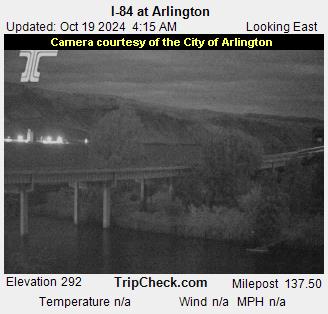 I-84 at Arlington
Updated: Oct 19 2024 4:15 AM Looking East
Camera courtesy of the City of Arlington
Elevation 292 TripCheck.com Milepost 137.50
Temperature n/a Wind n/a MPH n/a